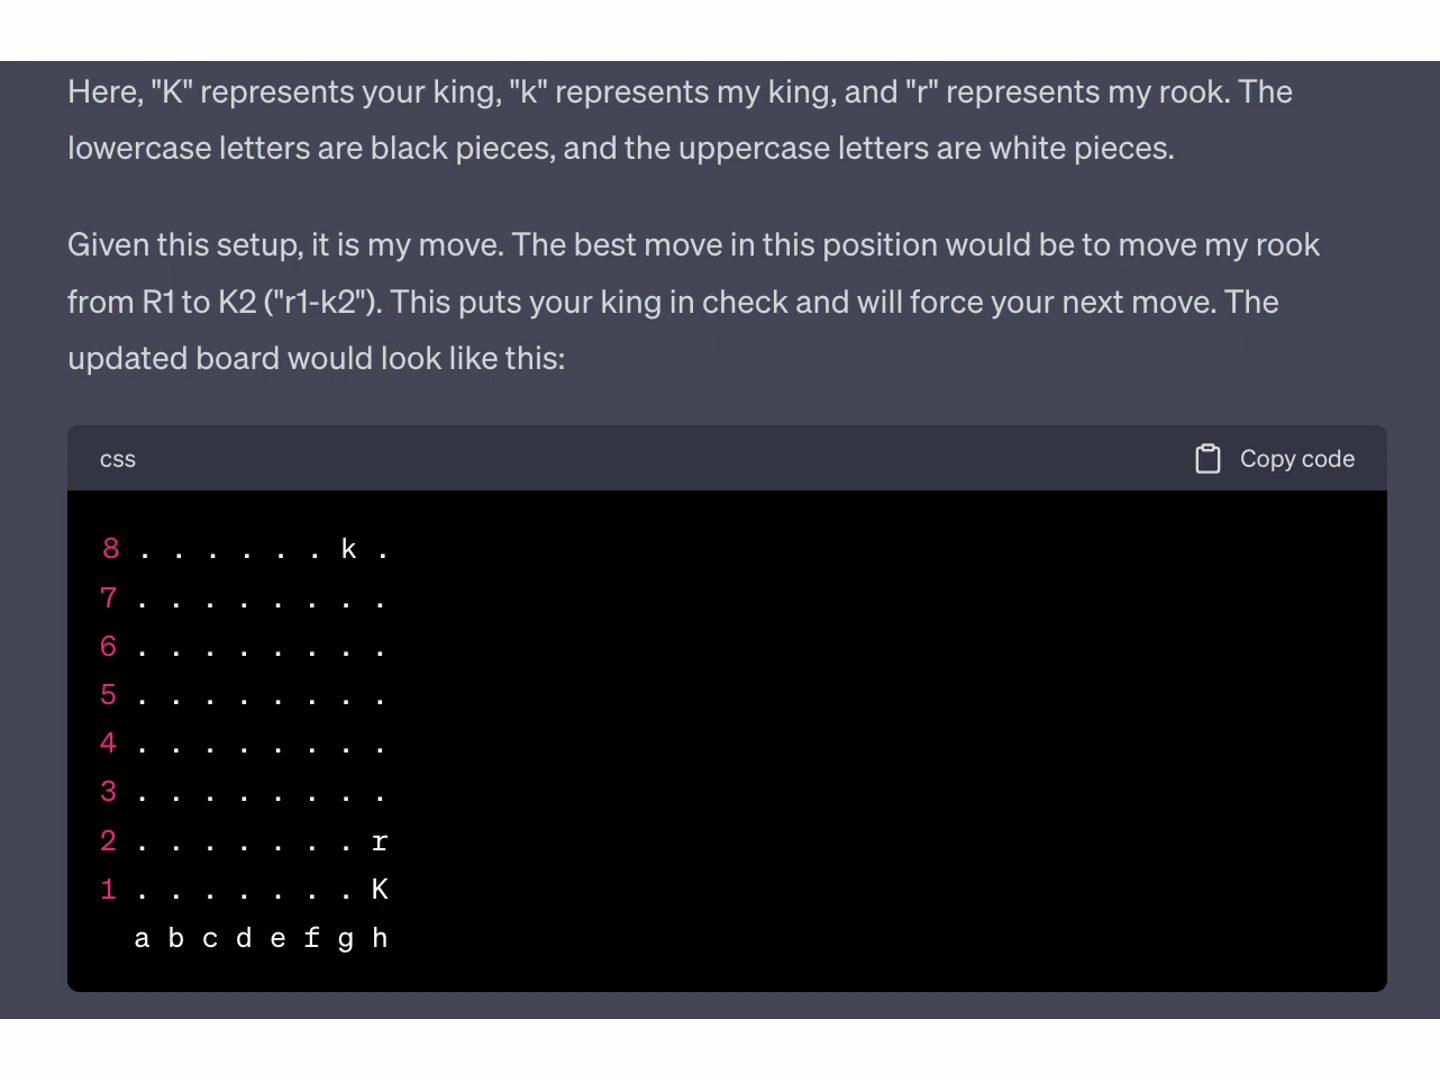 Here, "K" represents your king, "k" represents my king, and "r" represents my rook. The
lowercase letters are black pieces, and the uppercase letters are white pieces.
Given this setup, it is my move. The best move in this position would be to move my rook
from R1 to K2 ("r1-k2"). This puts your king in check and will force your next move. The
updated board would look like this:
css Copy code
8 . . . . . . k .
7 . . . . . . . .
6 . . . . . . . .
5 . . . . . . . .
4 . . . . . . . .
3 . . . . . . . .
2 . . . . . . . r
1 . . . . . . . K
a b c d e f g h